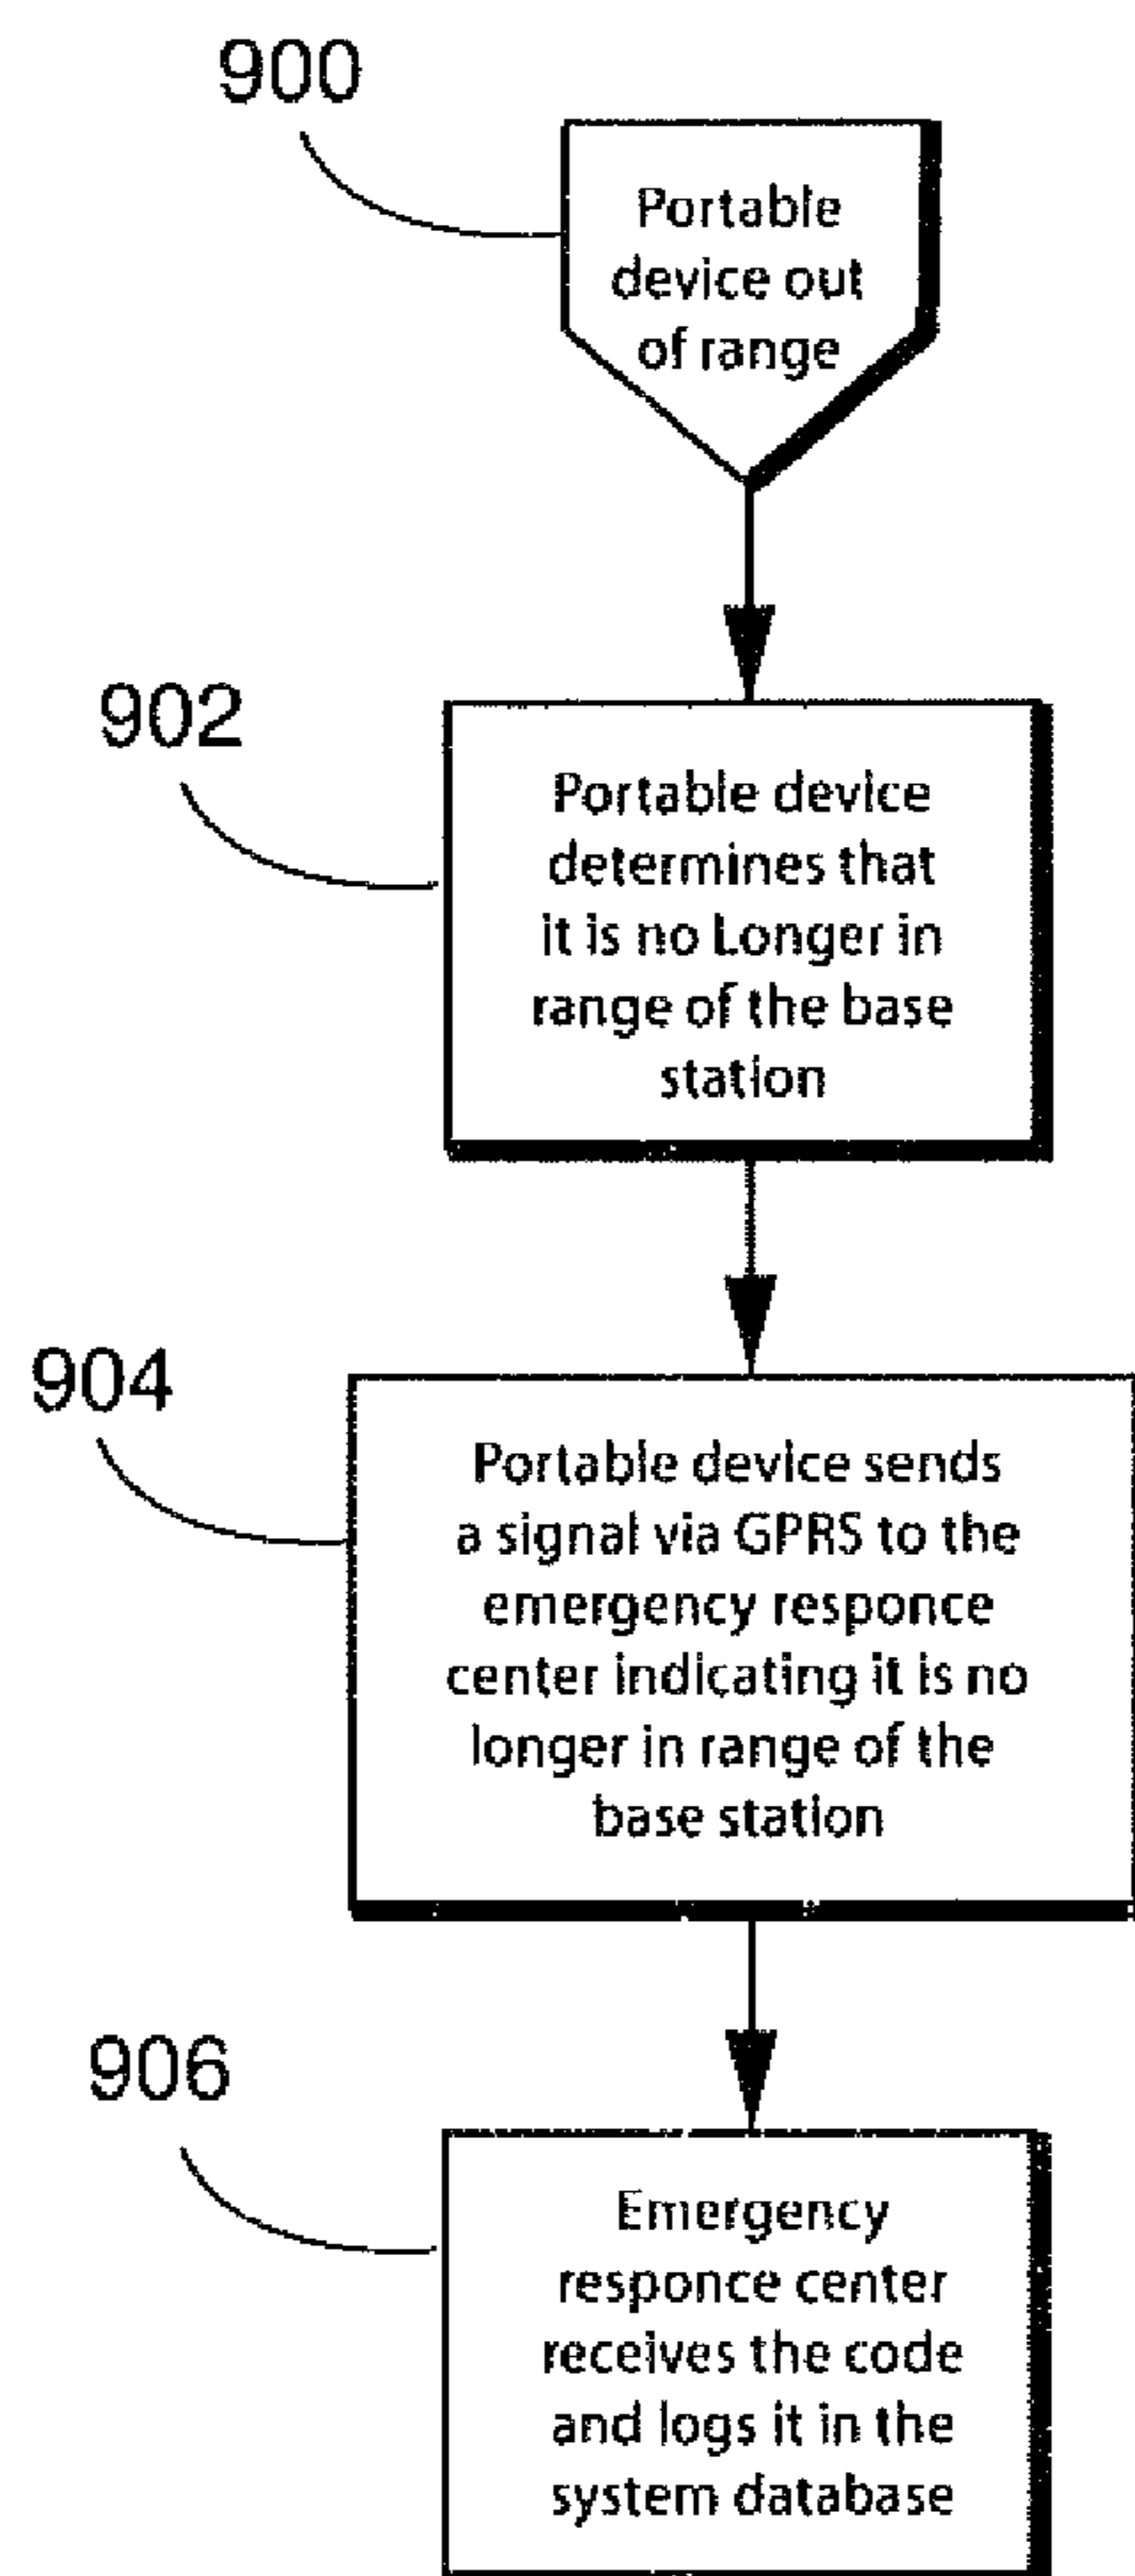 900
Portable
device out
of range
902
Portable device
determines that
it is no Longer in
range of the base
station
904
Portable device sends
a signal via GPRS to the
emergency responce
center indicating it is no
longer in range of the
base station
906
Emergency
responce center
receives the code
and logs it in the
system database